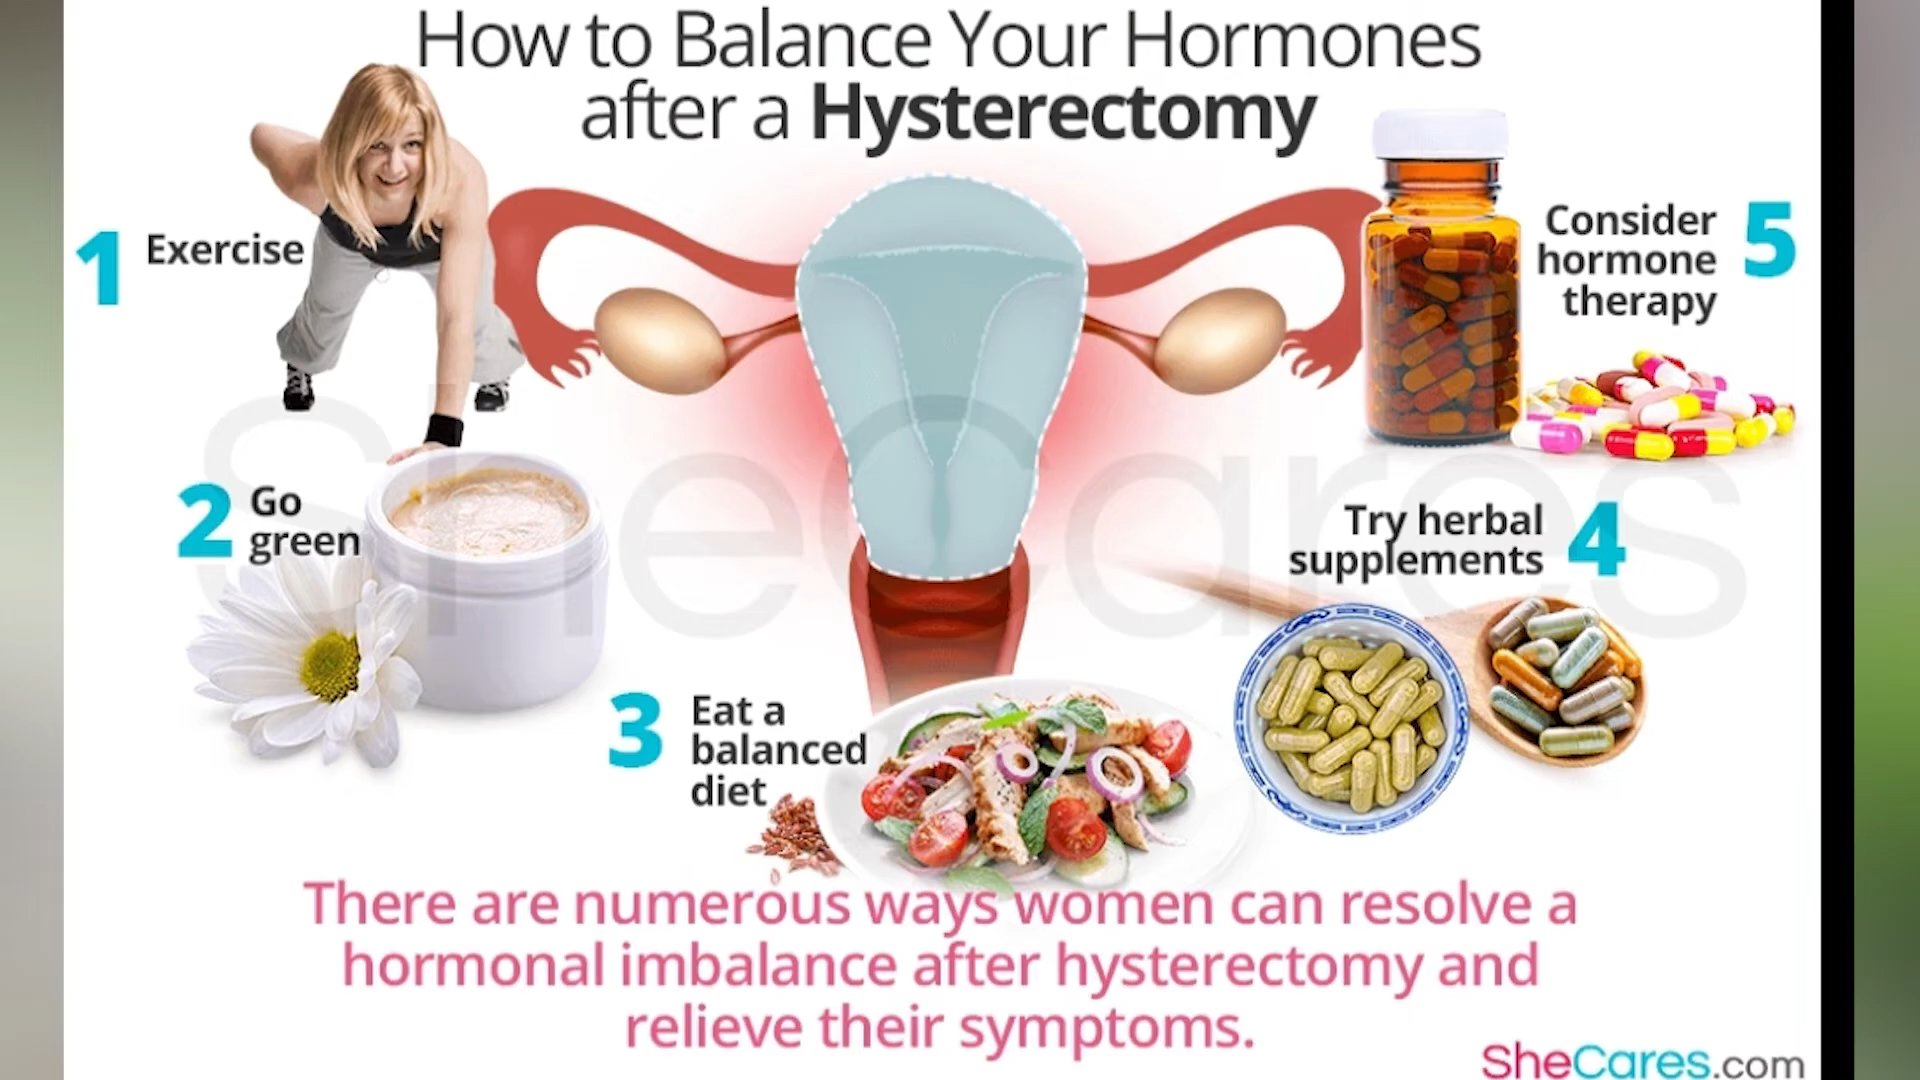 How to Balance Your Hormones
after a Hysterectomy
1 Exercise
2 Go
green
3 Eat a
balanced
diet
Try herbal
supplements 4
Consider
hormone
therapy 5
SheCares
There are numerous ways women can resolve a
hormonal imbalance after hysterectomy and
relieve their symptoms.
SheCares.com